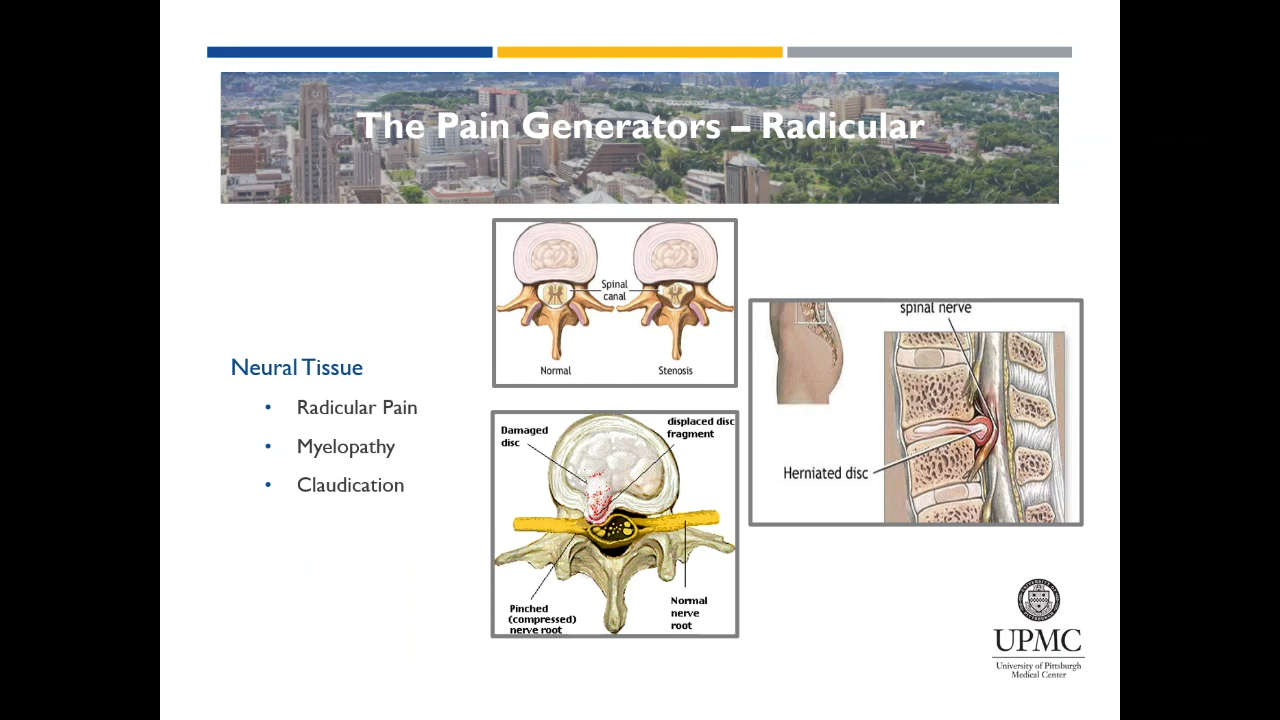 The Pain Generators – Radicular
Neural Tissue
• Radicular Pain
• Myelopathy
• Claudication
Spinal
canal
Normal
Stenosis
Damaged
disc
displaced disc
fragment
Pinched
(compressed)
nerve root
Normal
nerve
root
spinal nerve
Herniated disc
UPMC
University of Pittsburgh
Medical Center